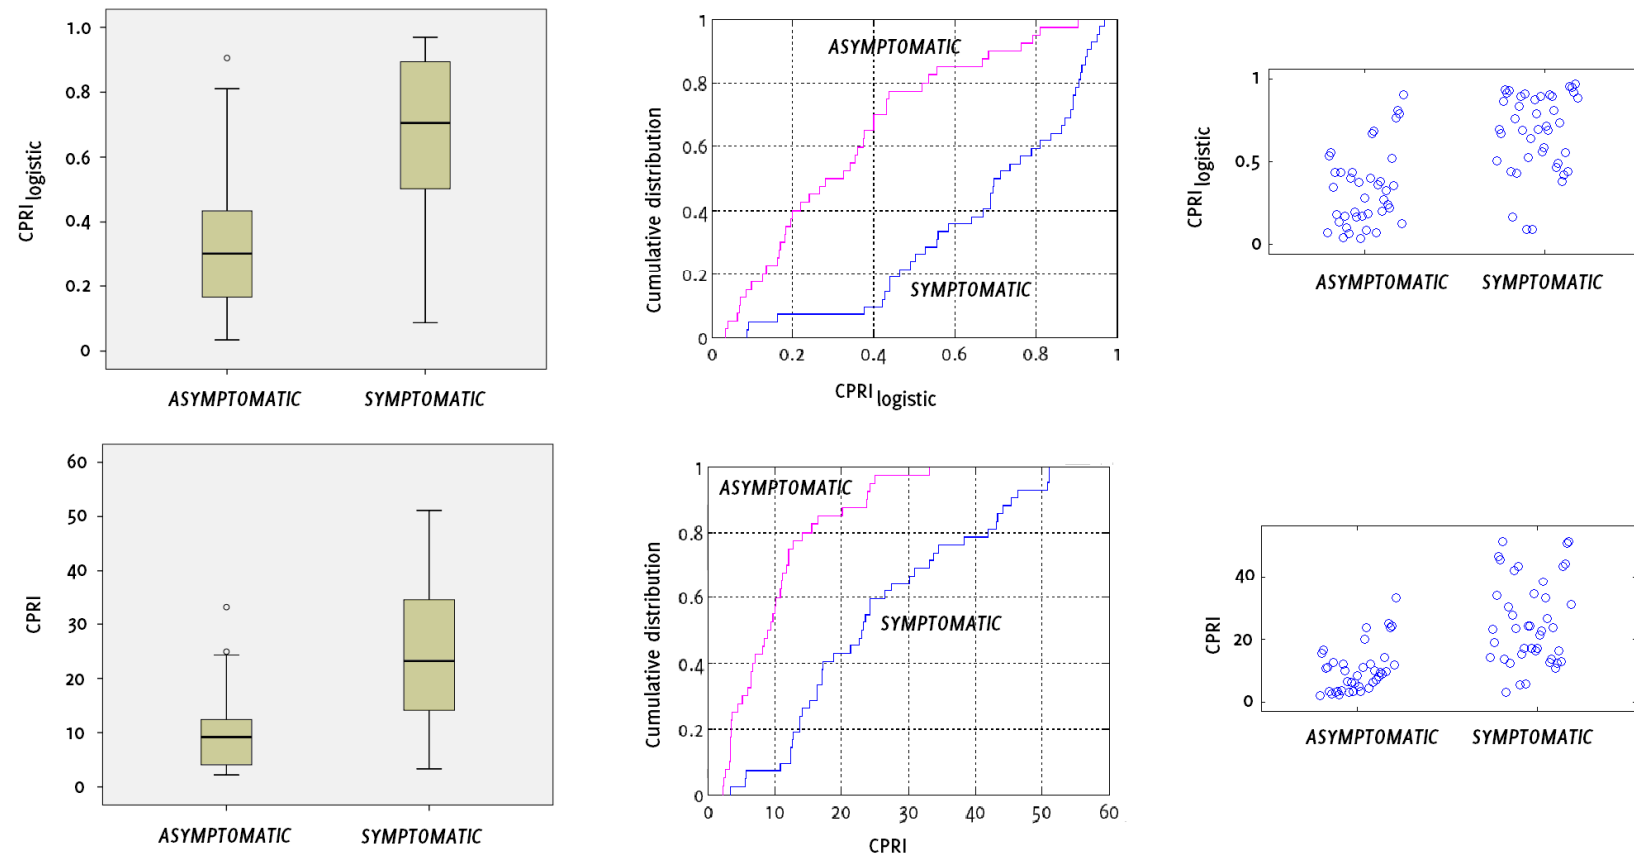 1.0
0.8
0.6
0.4
0.2
0
CPRI logistic
ASYMPTOMATIC SYMPTOMATIC
1
0.8
0.6
0.4
0.2
0
Cumulative distribution
ASYMPTOMATIC
SYMPTOMATIC
0 0.2 0.4 0.6 0.8 1
CPRI logistic
1
0.5
0
CPRI logistic
ASYMPTOMATIC SYMPTOMATIC
60
50
40
30
20
10
0
CPRI
ASYMPTOMATIC SYMPTOMATIC
1
0.8
0.6
0.4
0.2
0
Cumulative distribution
ASYMPTOMATIC
SYMPTOMATIC
0 10 20 30 40 50 60
CPRI
40
20
0
CPRI
ASYMPTOMATIC SYMPTOMATIC